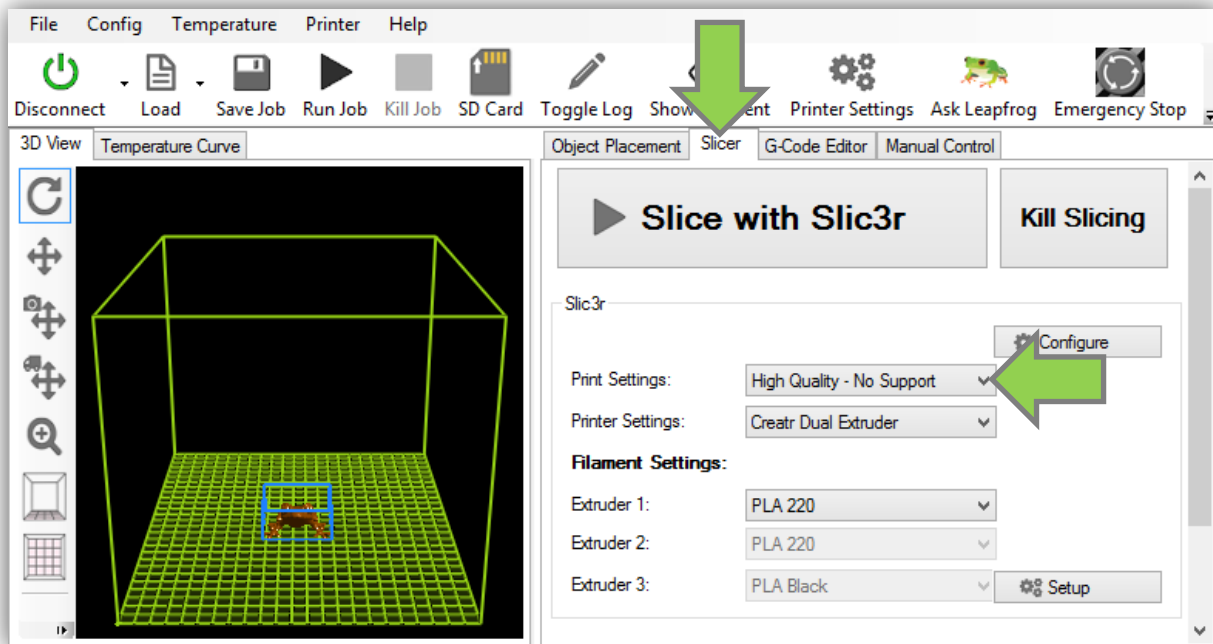 File Config Temperature Printer Help
Disconnect Load Save Job Run Job Kill Job SD Card Toggle Log Show ent Printer Settings Ask Leapfrog Emergency Stop
3D View Temperature Curve Object Placement Slicer G-Code Editor Manual Control
Slice with Slic3r Kill Slicing
Slic3r
Configure
Print Settings: High Quality - No Support
Printer Settings: Creatr Dual Extruder
Filament Settings:
Extruder 1: PLA 220
Extruder 2: PLA 220
Extruder 3: PLA Black Setup